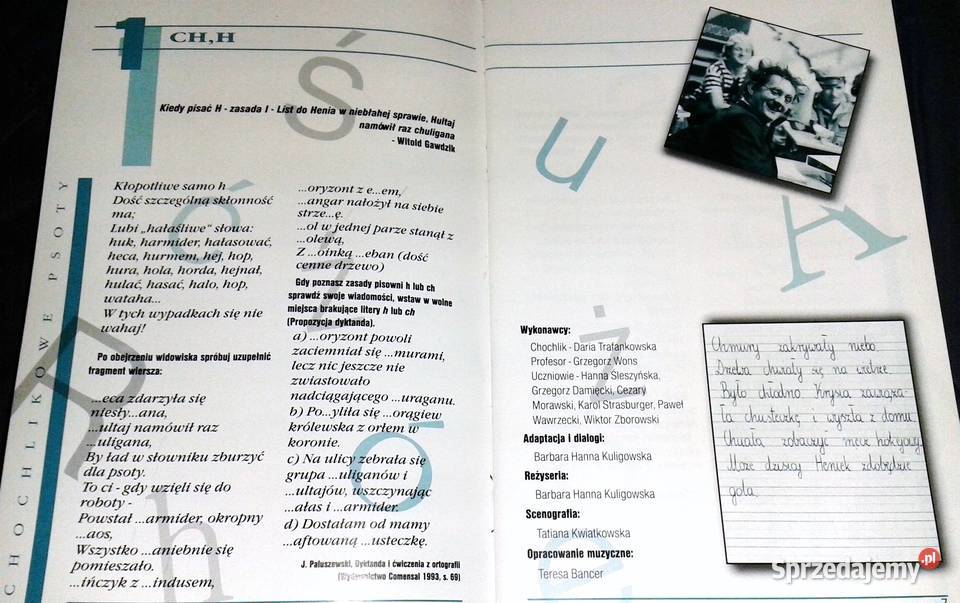 1
CH,H
Kiedy pisać H - zasada I - List do Henia w niebłahej sprawie, Hultaj
namówił raz chuligana
- Witold Gawdzik
CHOCHLIKOWE PSOTY
Kłopotliwe samo h
Dość szczególną skłonność
ma;
Lubi „hałaśliwe” słowa:
huk, harmider, hałasować,
heca, hurmem, hej, hop,
hura, hola, horda, hejnał,
hulać, hasać, halo, hop,
wataha...
W tych wypadkach się nie
wahaj!
Po obejrzeniu widowiska spróbuj uzupełnić
fragment wiersza:
...eca zdarzyła się
niesły...ana,
...ultaj namówił raz
...uligana,
By ład w słowniku zburzyć
dla psoty.
To ci - gdy wzięli się do
roboty -
Powstał ...armider, okropny
...aos,
Wszystko ...aniebnie się
pomieszało.
...ińczyk z ...indusem,
...oryzont z e...em,
...angar nałożył na siebie
strze...ę.
...ol w jednej parze stanął z
...olewą,
Z ...oinką ...eban (dość
cenne drzewo)
Gdy poznasz zasady pisowni h lub ch
sprawdź swoje wiadomości, wstaw w wolne
miejsca brakujące litery h lub ch
(Propozycja dyktanda).
a) ...oryzont powoli
zaciemniał się ...murami,
lecz nic jeszcze nie
zwiastowało
nadciągającego ...uraganu.
b) Po...yliła się ...orągiew
królewska z orłem w
koronie.
c) Na ulicy zebrała się
grupa ...uliganów i
...ultajów, wszczynając
...ałas i ...armider.
d) Dostałam od mamy
...aftowaną ...usteczkę.
J. Paluszewski, Dyktanda i ćwiczenia z ortografii
(Wydawnictwo Comensal 1993, s. 69)
Ś
ć
ź
R
h
ó
u
A
ż
e
Wykonawcy:
Chochlik - Daria Trafankowska
Profesor - Grzegorz Wons
Uczniowie - Hanna Śleszyńska,
Grzegorz Damięcki, Cezary
Morawski, Karol Strasburger, Paweł
Wawrzecki, Wiktor Zborowski
Adaptacja i dialogi:
Barbara Hanna Kuligowska
Reżyseria:
Barbara Hanna Kuligowska
Scenografia:
Tatiana Kwiatkowska
Opracowanie muzyczne:
Teresa Bancer
Chmury zakrywały niebo.
Drzewa chwiały się na wietrze.
Było chłodno. Krysia zawiąza-
ła chusteczkę i wyszła z domu.
Chciała zobaczyć mecz hokejowy.
Może dzisiaj Heniek zdobędzie
gola.
7
Sprzedajemy.pl